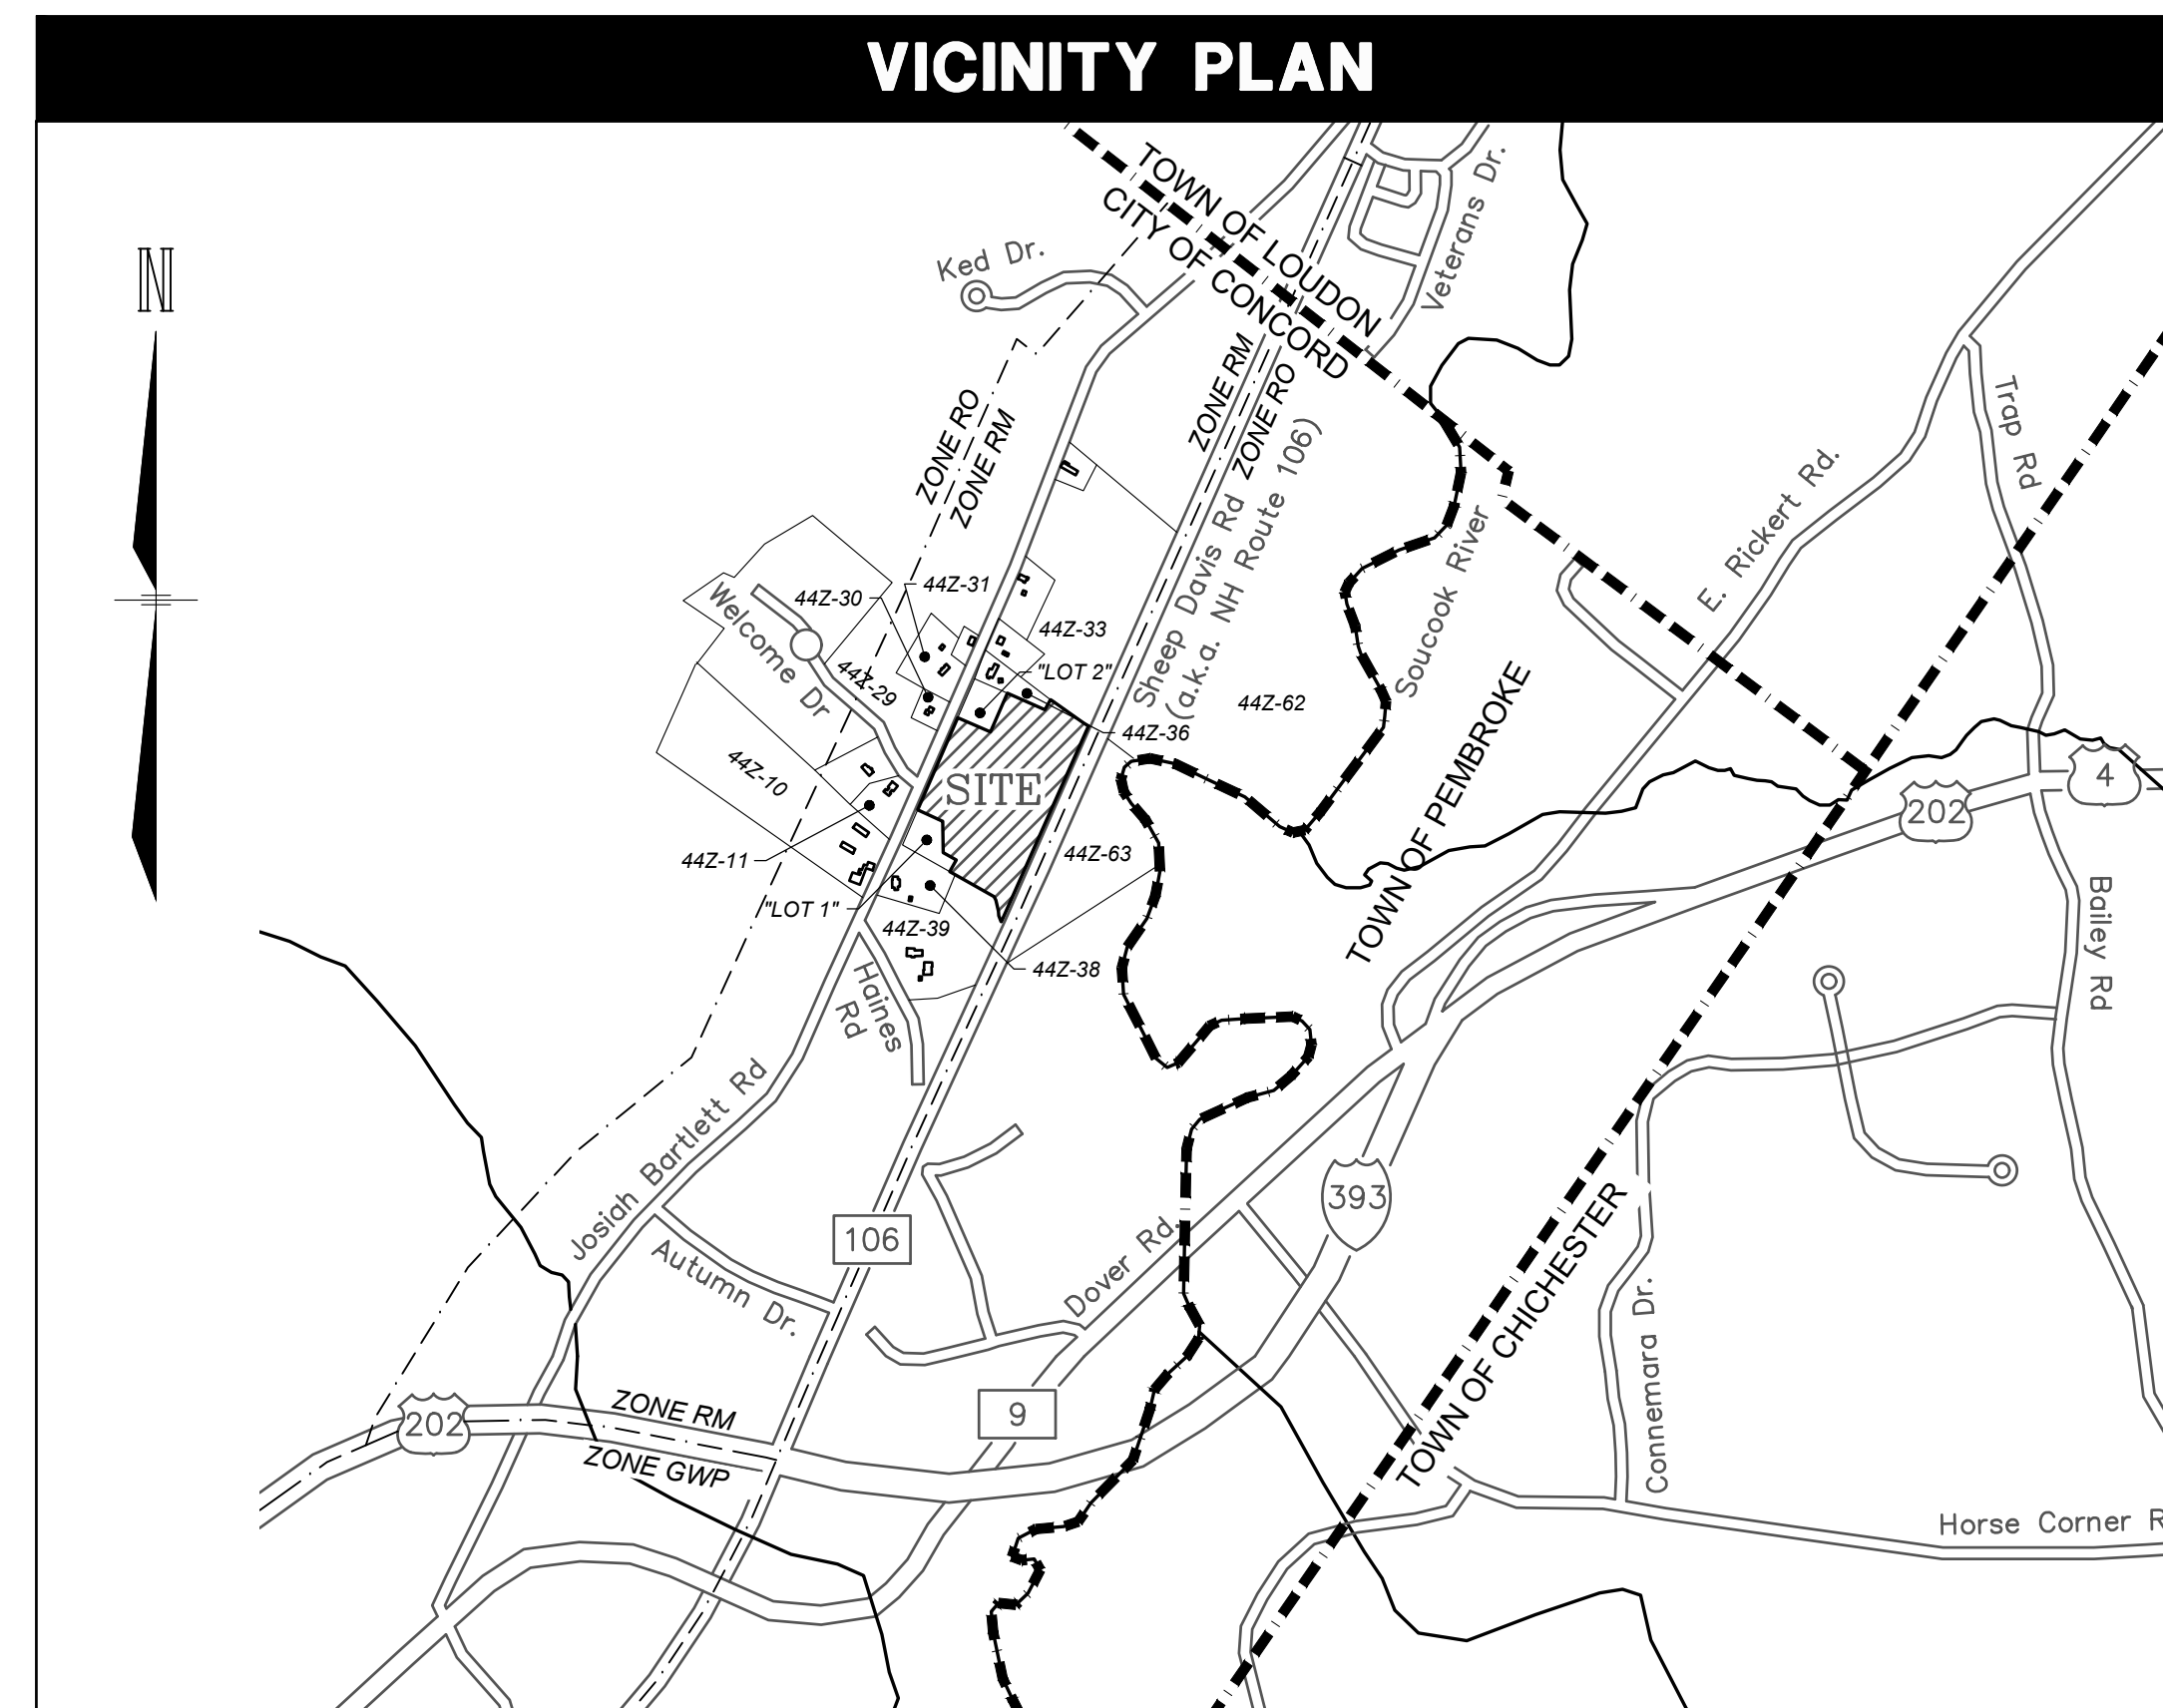 VICINITY PLAN
N
TOWN OF LOUDON
CITY OF CONCORD
Veterans Dr.
Ked Dr.
ZONE RM
ZONE RO
ZONE RO
ZONE RM
Sheep Davis Rd
(a.k.a. NH Route 106)
Trap Rd
E. Rickert Rd.
Soucook River
44Z-31
44Z-30
Welcome Dr
44Z-29
44Z-33
"LOT 2"
44Z-62
44Z-36
TOWN OF PEMBROKE
44Z-10
SITE
4
202
44Z-11
44Z-63
"LOT 1"
44Z-39
44Z-38
Bailey Rd
Haines
Rd
Josiah Bartlett Rd
Autumn Dr.
106
Dover Rd.
393
TOWN OF CHICHESTER
Connemara Dr.
202
ZONE RM
ZONE GWP
9
Horse Corner R